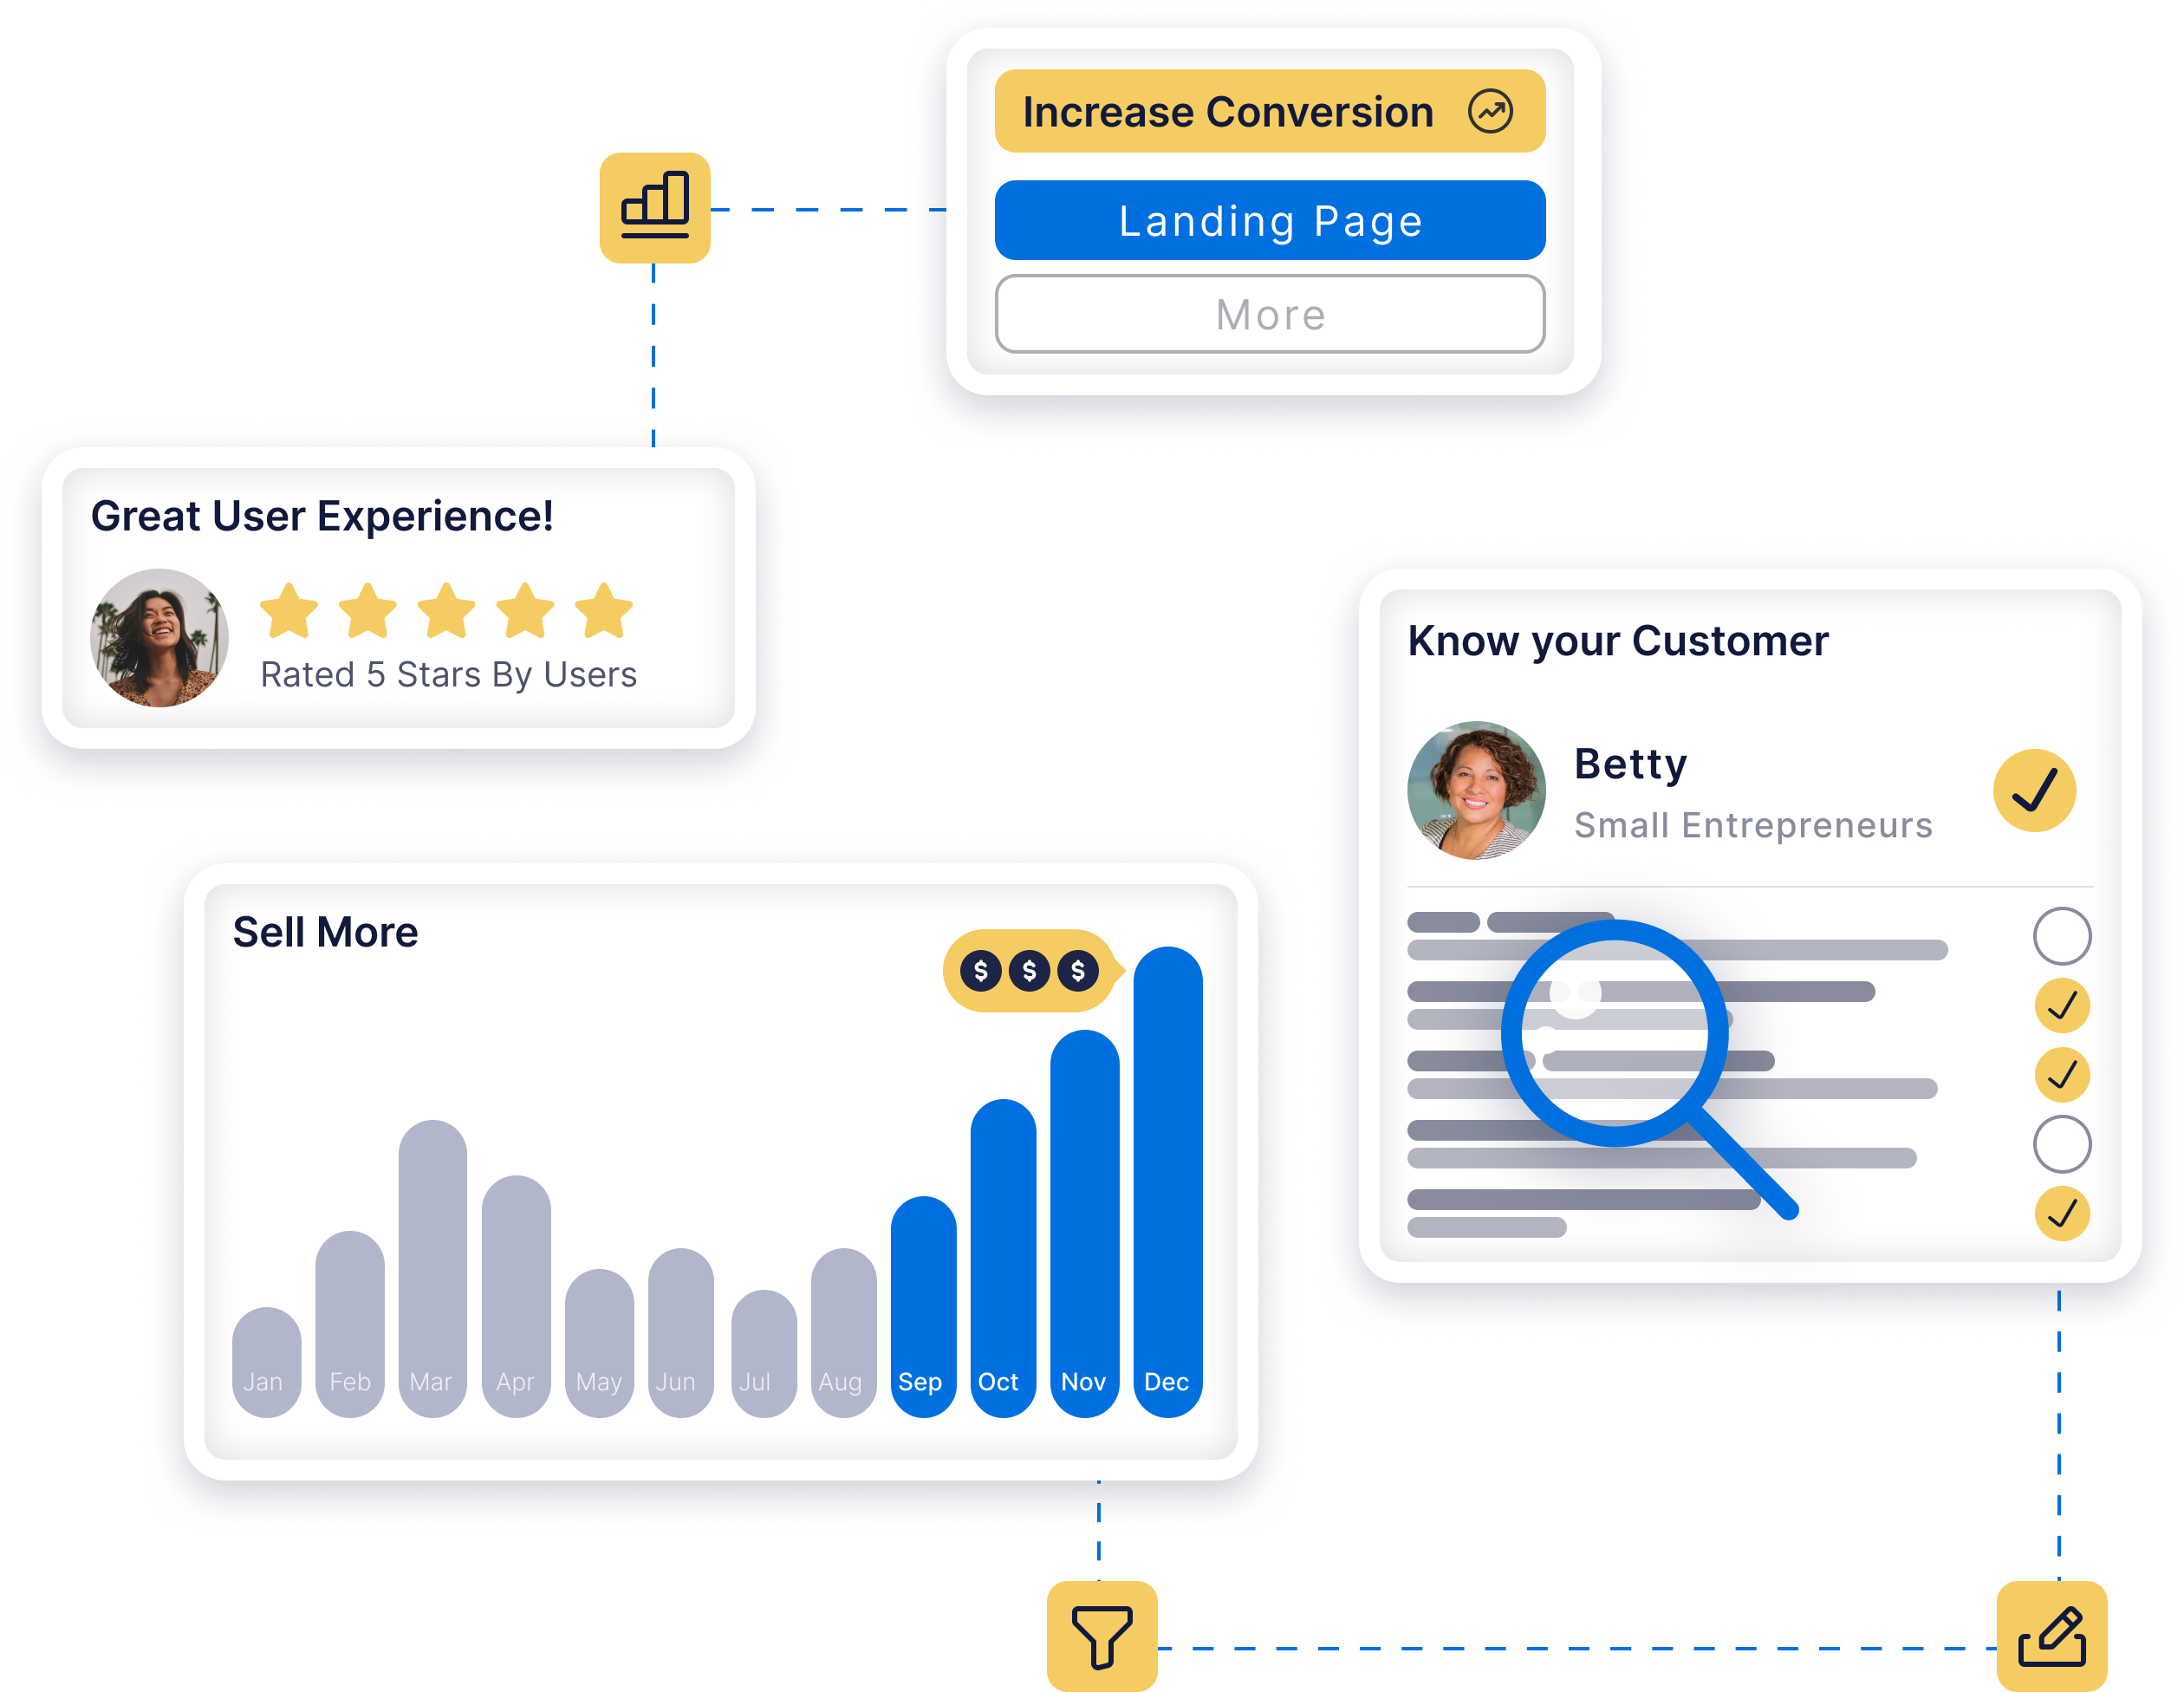 Increase Conversion
Landing Page
More
Great User Experience!
Rated 5 Stars By Users
Know your Customer
Betty
Small Entrepreneurs
Sell More
$ $ $
Jan Feb Mar Apr May Jun Jul Aug Sep Oct Nov Dec